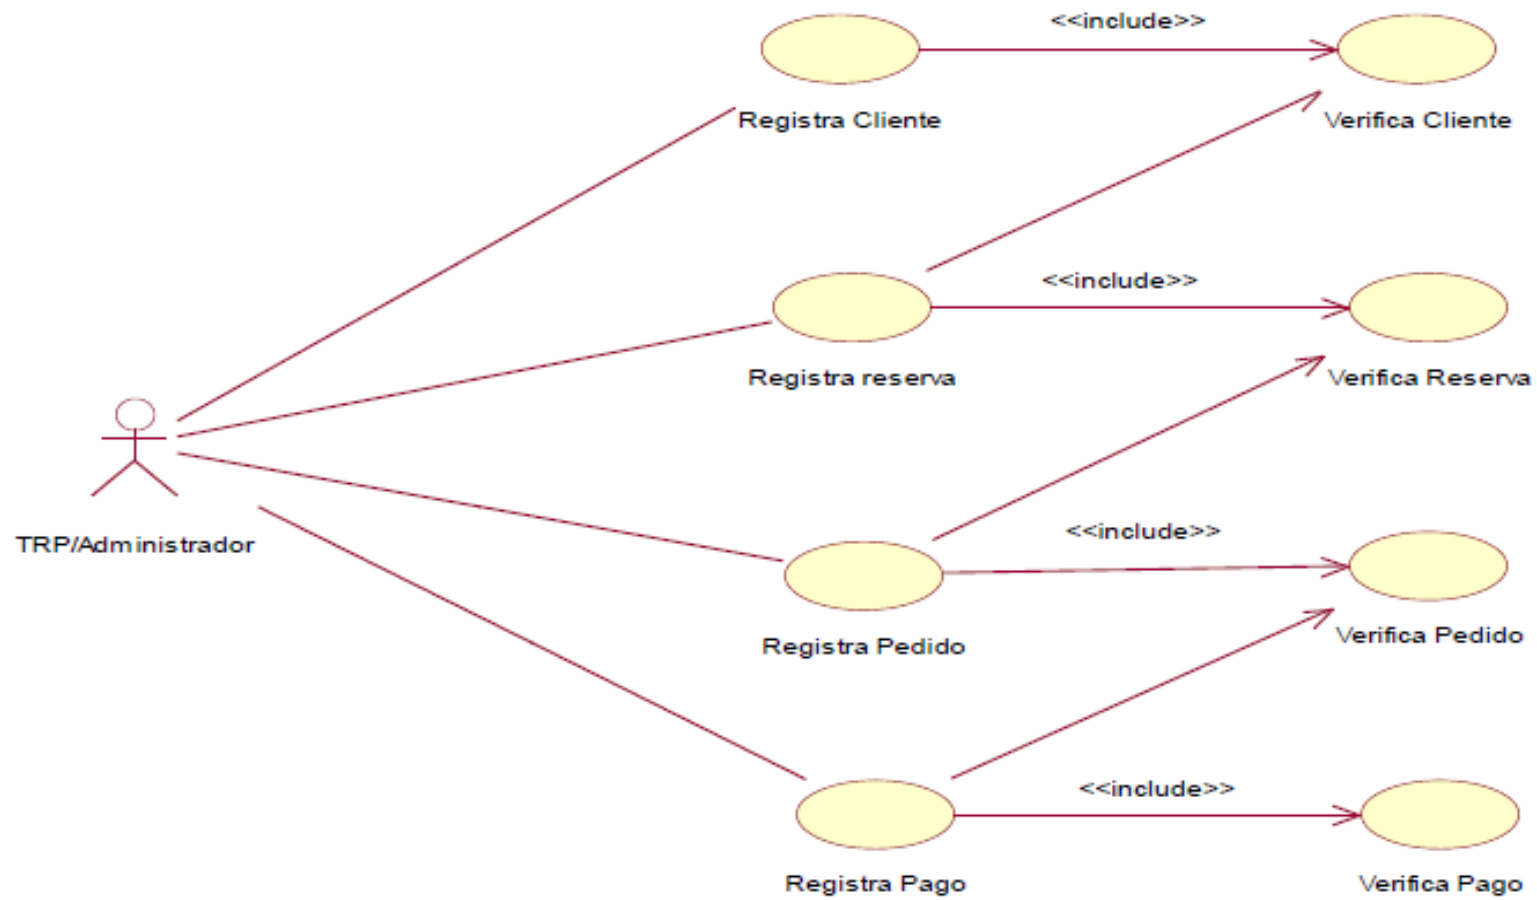 <<include>>
Registra Cliente
Verifica Cliente
<<include>>
Registra reserva
Verifica Reserva
TRP/Administrador
<<include>>
Registra Pedido
Verifica Pedido
<<include>>
Registra Pago
Verifica Pago